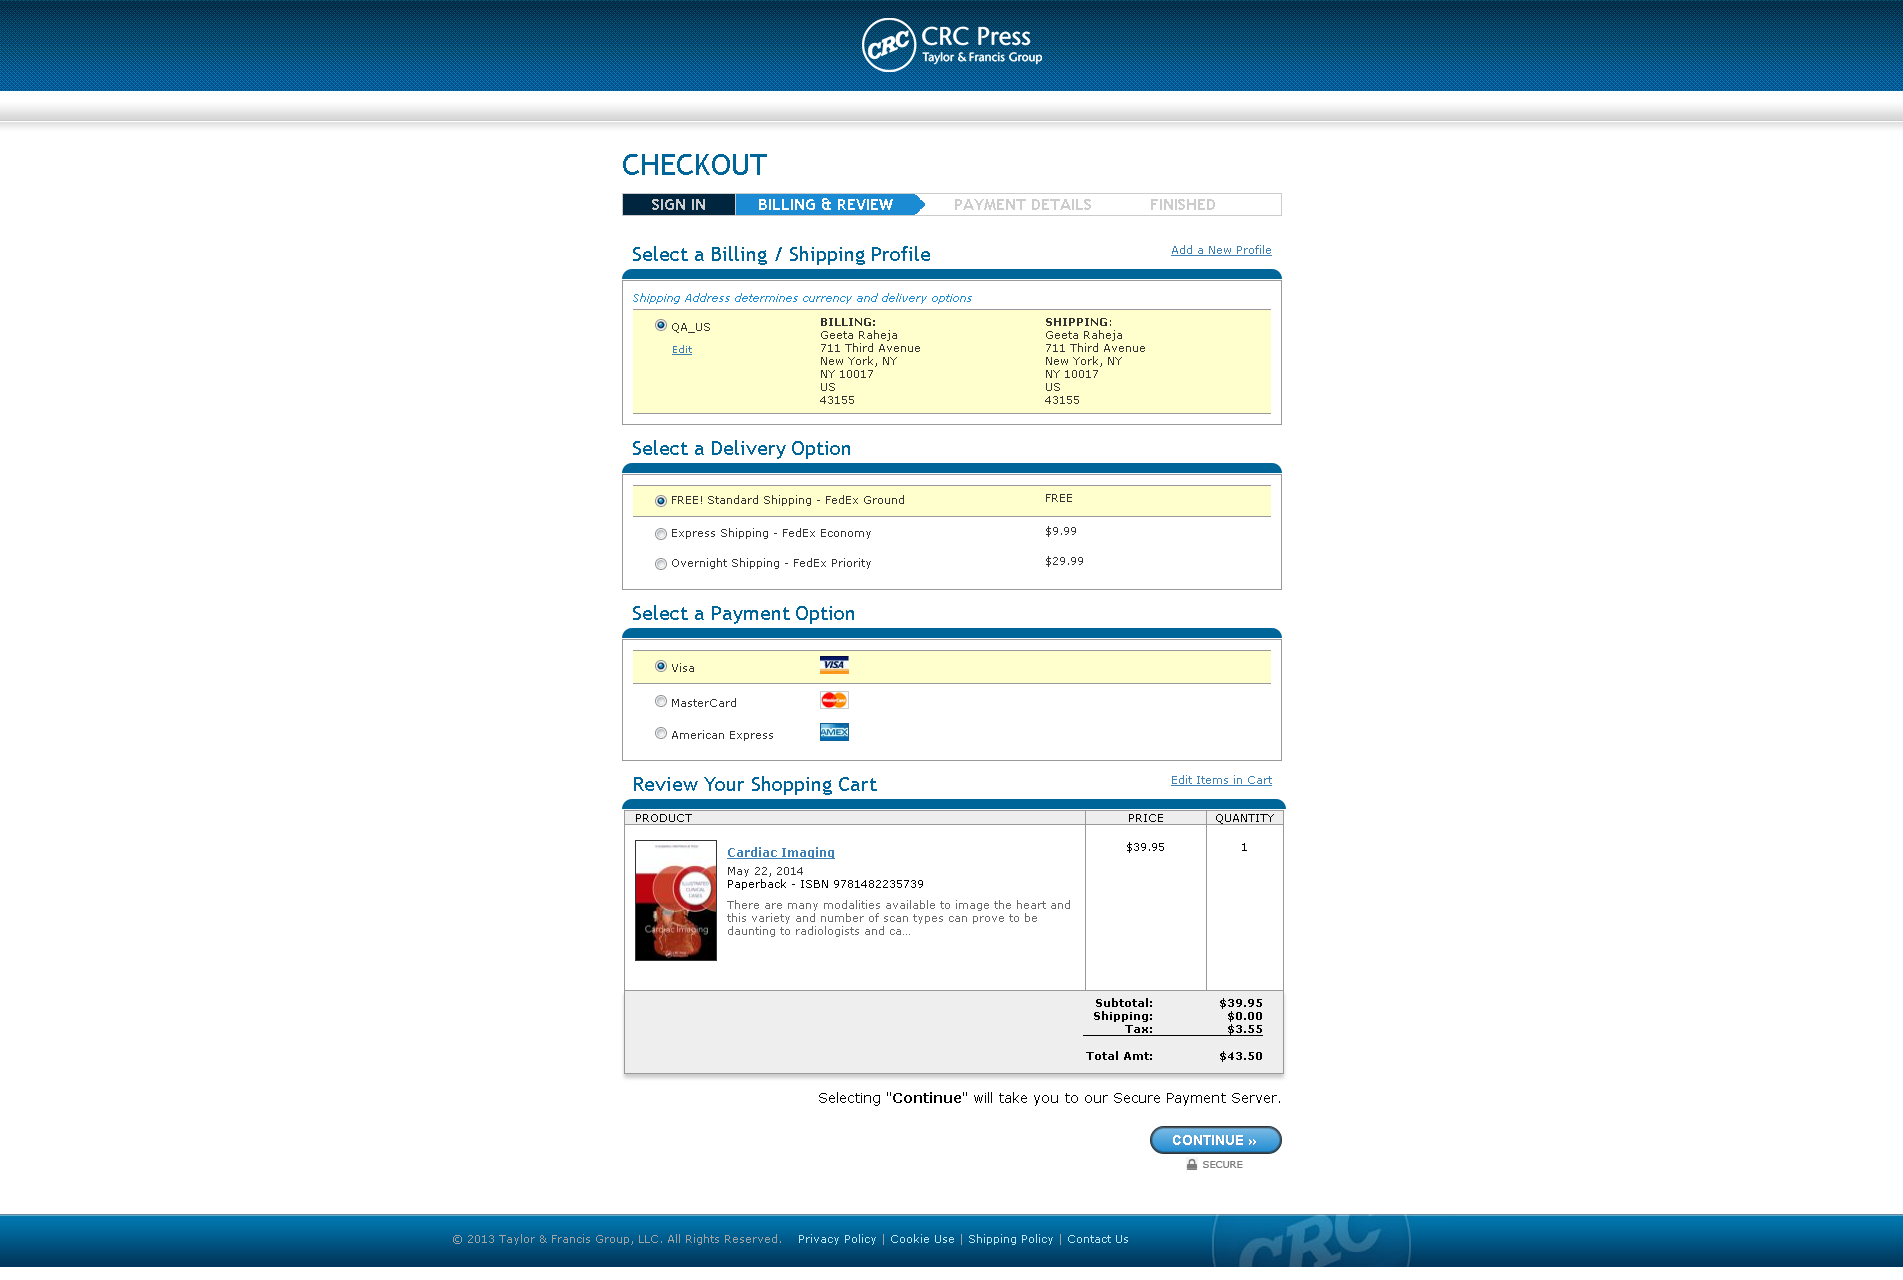 CRC CRC Press
Taylor & Francis Group
CHECKOUT
SIGN IN BILLING & REVIEW PAYMENT DETAILS FINISHED
Select a Billing / Shipping Profile Add a New Profile
Shipping Address determines currency and delivery options
QA_US BILLING: SHIPPING:
Geeta Raheja Geeta Raheja
Edit 711 Third Avenue 711 Third Avenue
New York, NY New York, NY
NY 10017 NY 10017
US US
43155 43155
Select a Delivery Option
FREE! Standard Shipping - FedEx Ground FREE
Express Shipping - FedEx Economy $9.99
Overnight Shipping - FedEx Priority $29.99
Select a Payment Option
Visa VISA
MasterCard MasterCard
American Express AMEX
Review Your Shopping Cart Edit Items in Cart
PRODUCT PRICE QUANTITY
Cardiac Imaging $39.95 1
May 22, 2014
Paperback - ISBN 9781482235739
There are many modalities available to image the heart and
this variety and number of scan types can prove to be
daunting to radiologists and ca...
ILLUSTRATED
CLINICAL
CASES
Cardiac Imaging
Subtotal: $39.95
Shipping: $0.00
Tax: $3.55
Total Amt: $43.50
Selecting "Continue" will take you to our Secure Payment Server.
CONTINUE »
SECURE
© 2013 Taylor & Francis Group, LLC. All Rights Reserved. Privacy Policy | Cookie Use | Shipping Policy | Contact Us
CRC